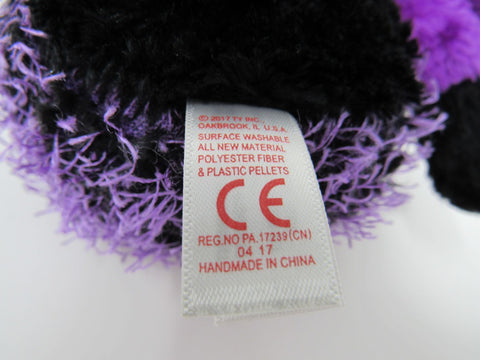 © 2017 TY INC
OAKBROOK, IL U.S.A
SURFACE WASHABLE
ALL NEW MATERIAL
POLYESTER FIBER
& PLASTIC PELLETS
CE
REG.NO PA.17239(CN)
04 17
HANDMADE IN CHINA